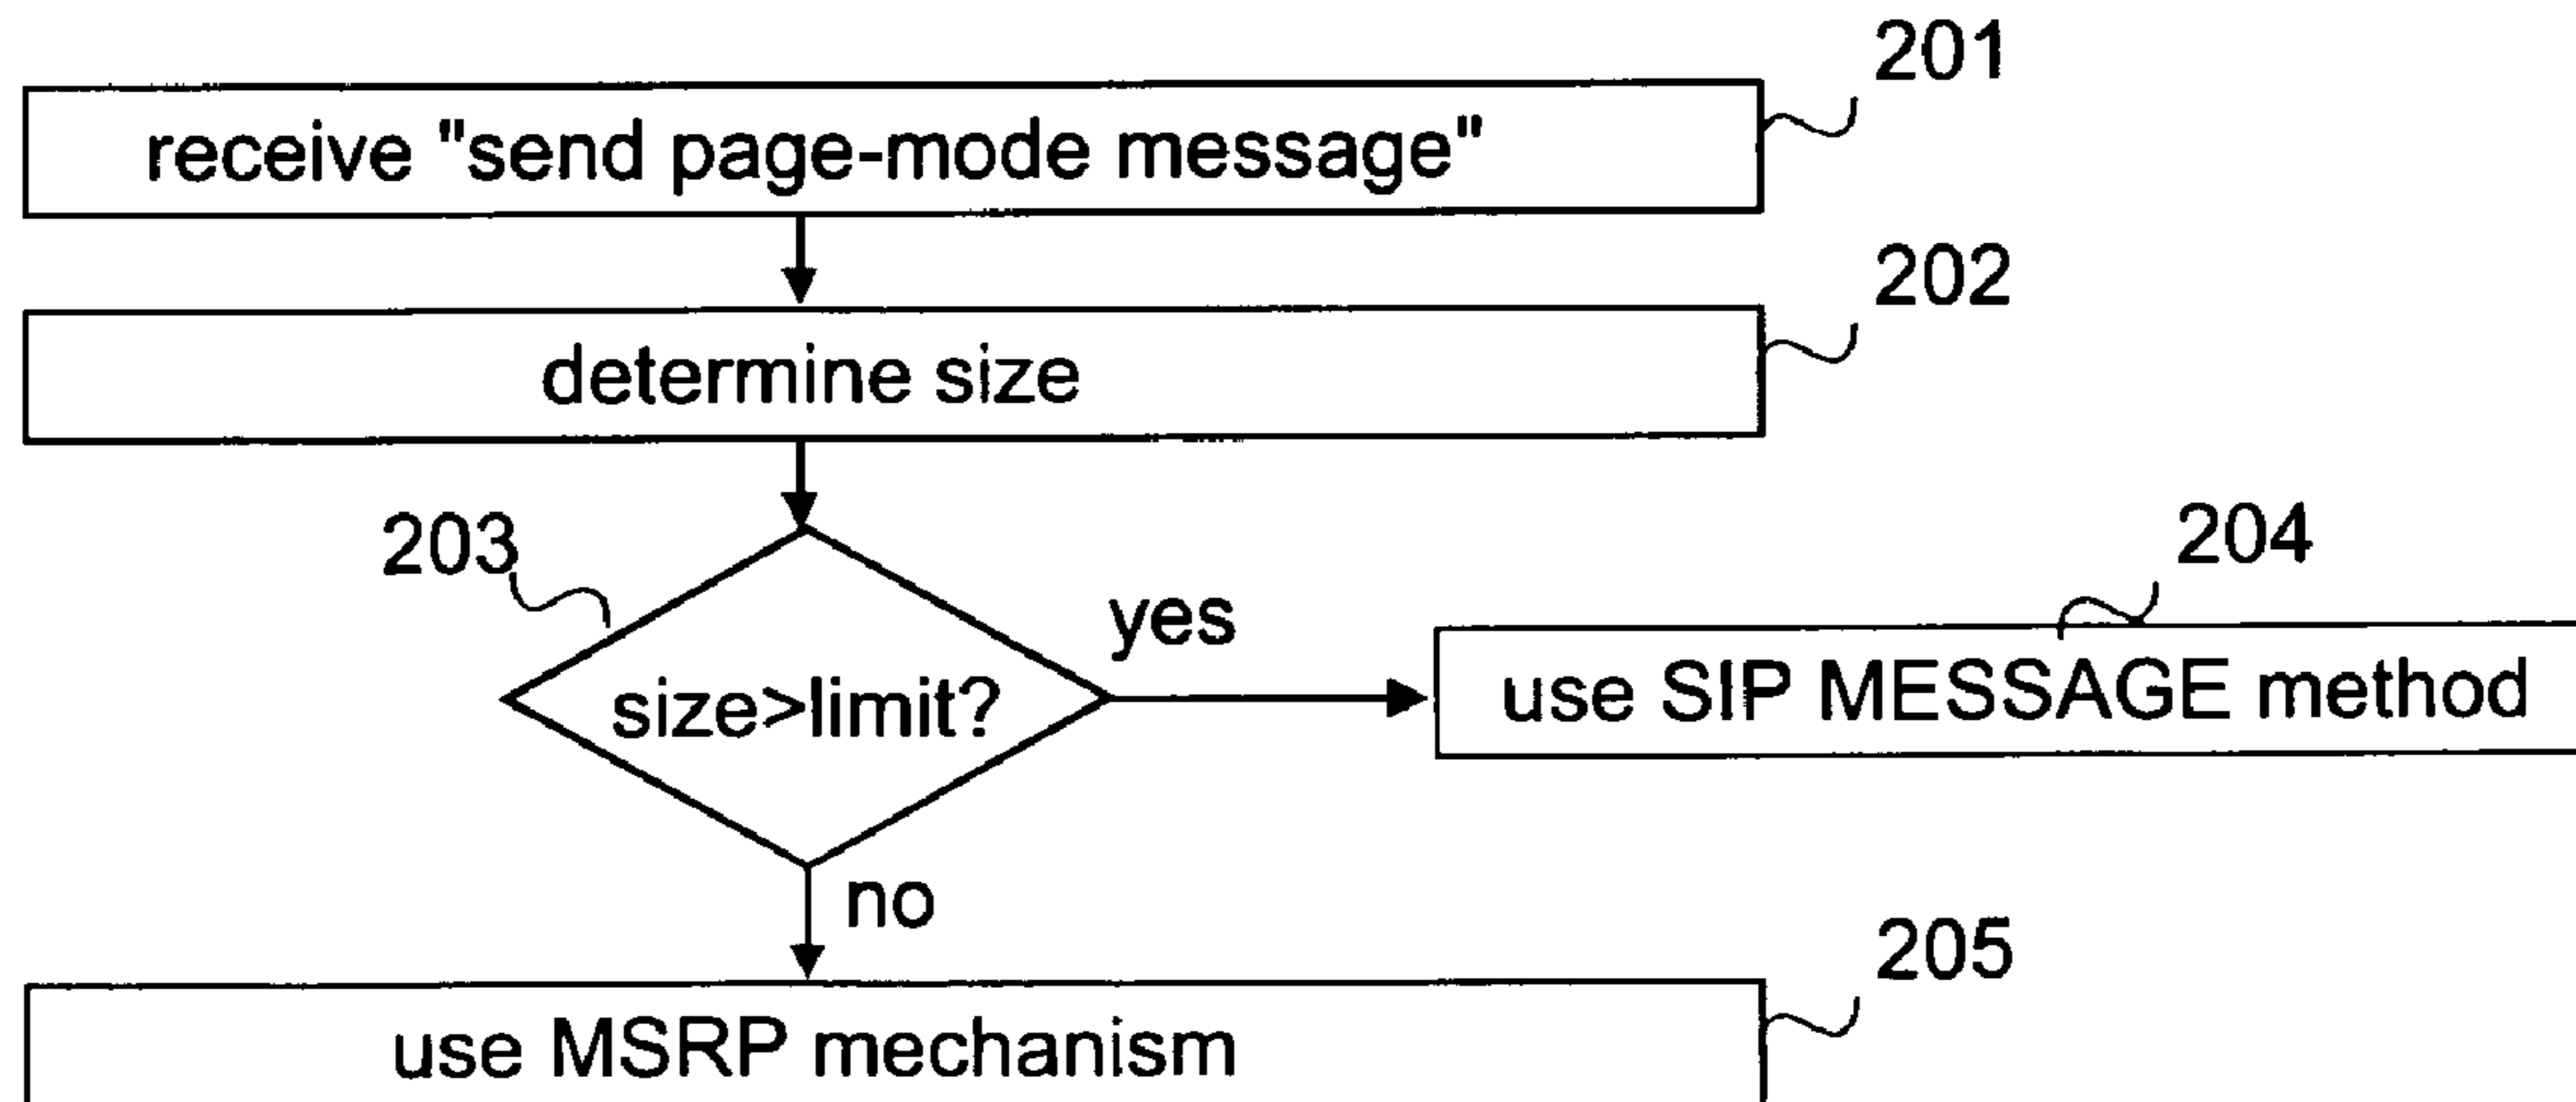 201
receive "send page-mode message"
202
determine size
203
204
yes
size>limit?
use SIP MESSAGE method
no
205
use MSRP mechanism